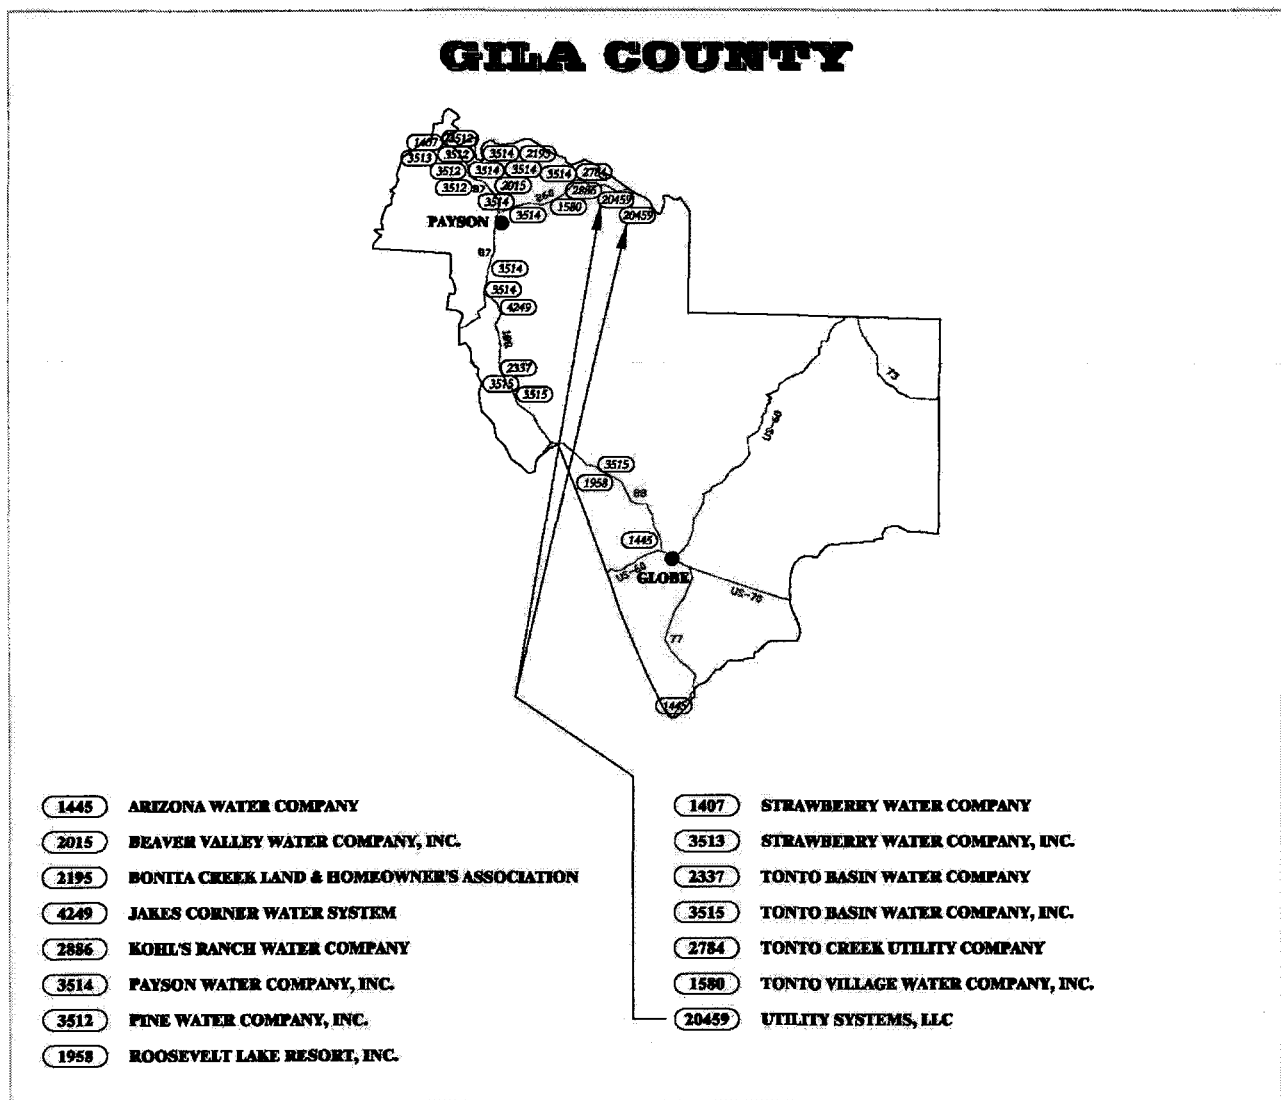 GILA COUNTY
1407
3512
3513
3512
3514
2195
3512
3514
3514
3514
2784
3512
87
2015
2886
3514
260
1580
20459
3514
20459
PAYSON
87
3514
3514
4249
188
2337
3515
3515
73
US-60
3515
1958
88
1445
US-60
GLOBE
US-70
77
1445
1445 ARIZONA WATER COMPANY
2015 BEAVER VALLEY WATER COMPANY, INC.
2195 BONITA CREEK LAND & HOMEOWNER'S ASSOCIATION
4249 JAKES CORNER WATER SYSTEM
2886 KOHL'S RANCH WATER COMPANY
3514 PAYSON WATER COMPANY, INC.
3512 PINE WATER COMPANY, INC.
1958 ROOSEVELT LAKE RESORT, INC.
1407 STRAWBERRY WATER COMPANY
3513 STRAWBERRY WATER COMPANY, INC.
2337 TONTO BASIN WATER COMPANY
3515 TONTO BASIN WATER COMPANY, INC.
2784 TONTO CREEK UTILITY COMPANY
1580 TONTO VILLAGE WATER COMPANY, INC.
20459 UTILITY SYSTEMS, LLC